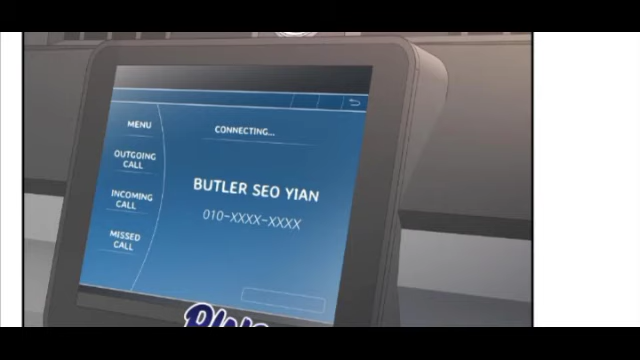 MENU
CONNECTING...
OUTGOING
CALL
BUTLER SEO YIAN
INCOMING
CALL
010-XXXX-XXXX
MISSED
CALL